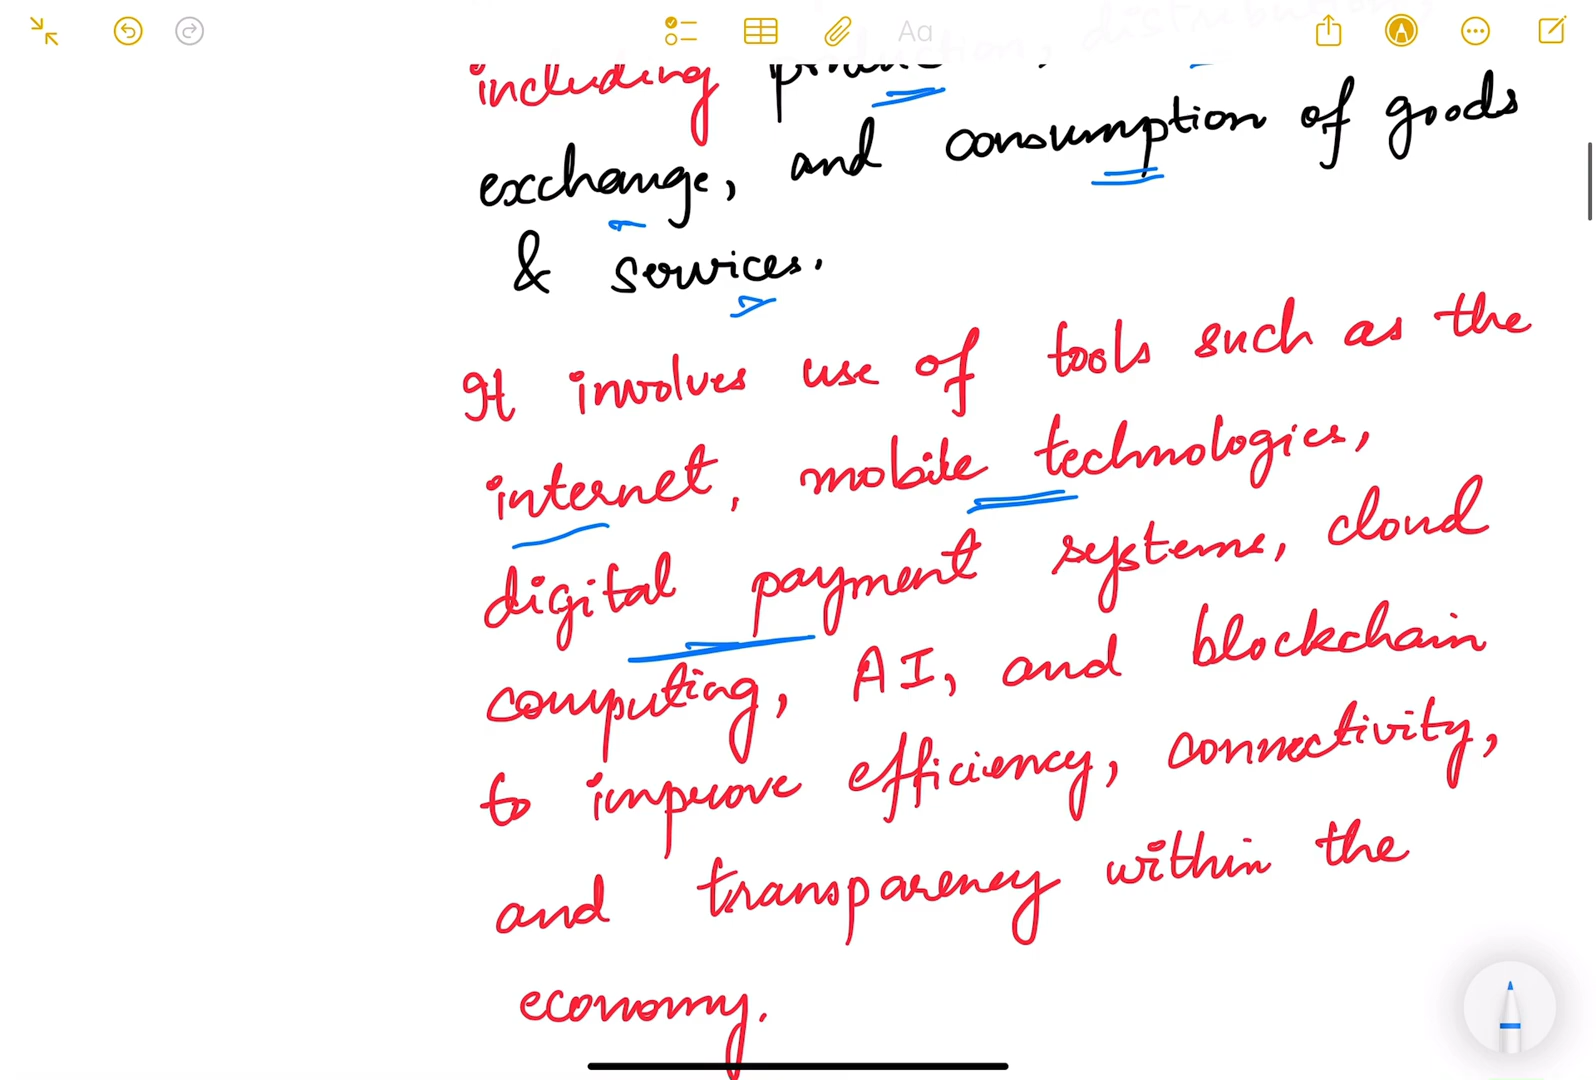 Aa
including
exchange, and consumption of goods
& services.
It involves use of tools such as the
internet, mobile technologies,
digital payment systems, cloud
computing, AI, and blockchain
to improve efficiency, connectivity,
and transparency within the
economy.